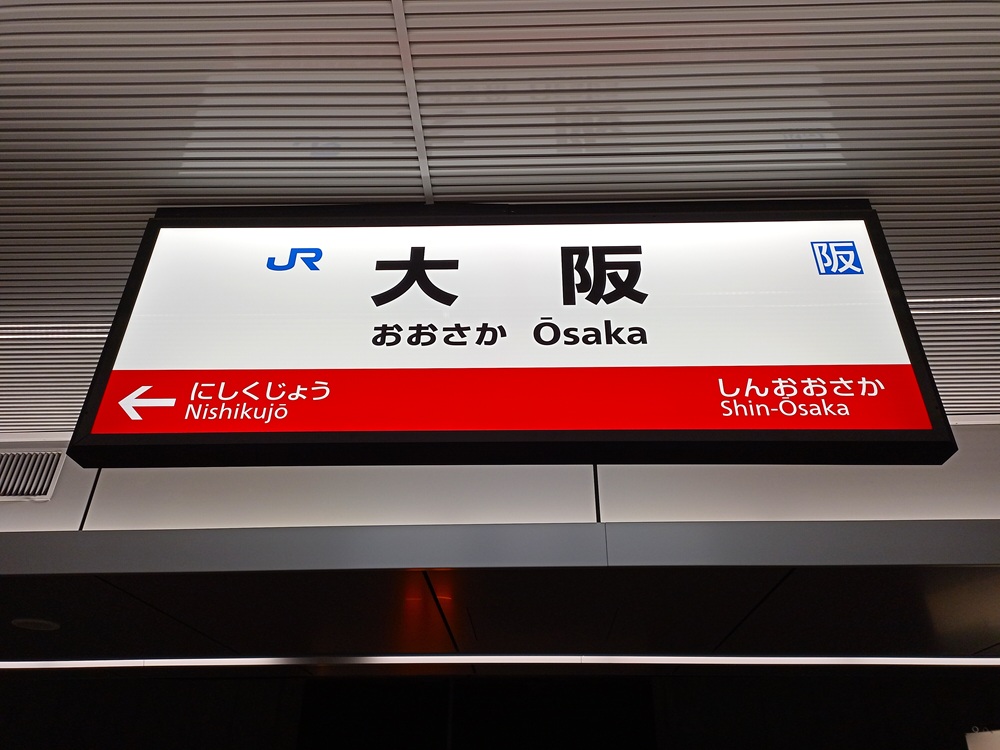 JR 大阪 阪
おおさか Ōsaka
にしくじょう しんおおさか
Nishikujō Shin-Ōsaka